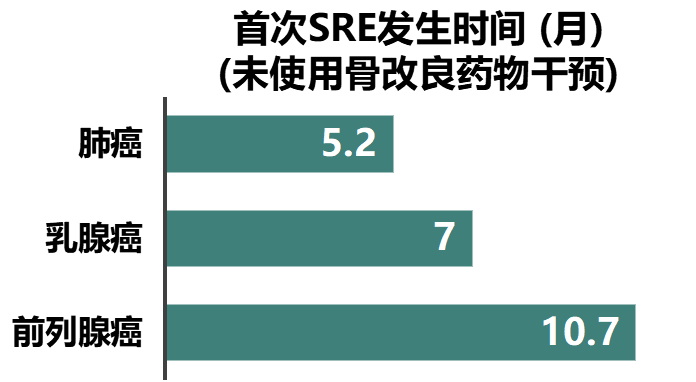 首次SRE发生时间 (月)
(未使用骨改良药物干预)
肺癌 5.2
乳腺癌 7
前列腺癌 10.7